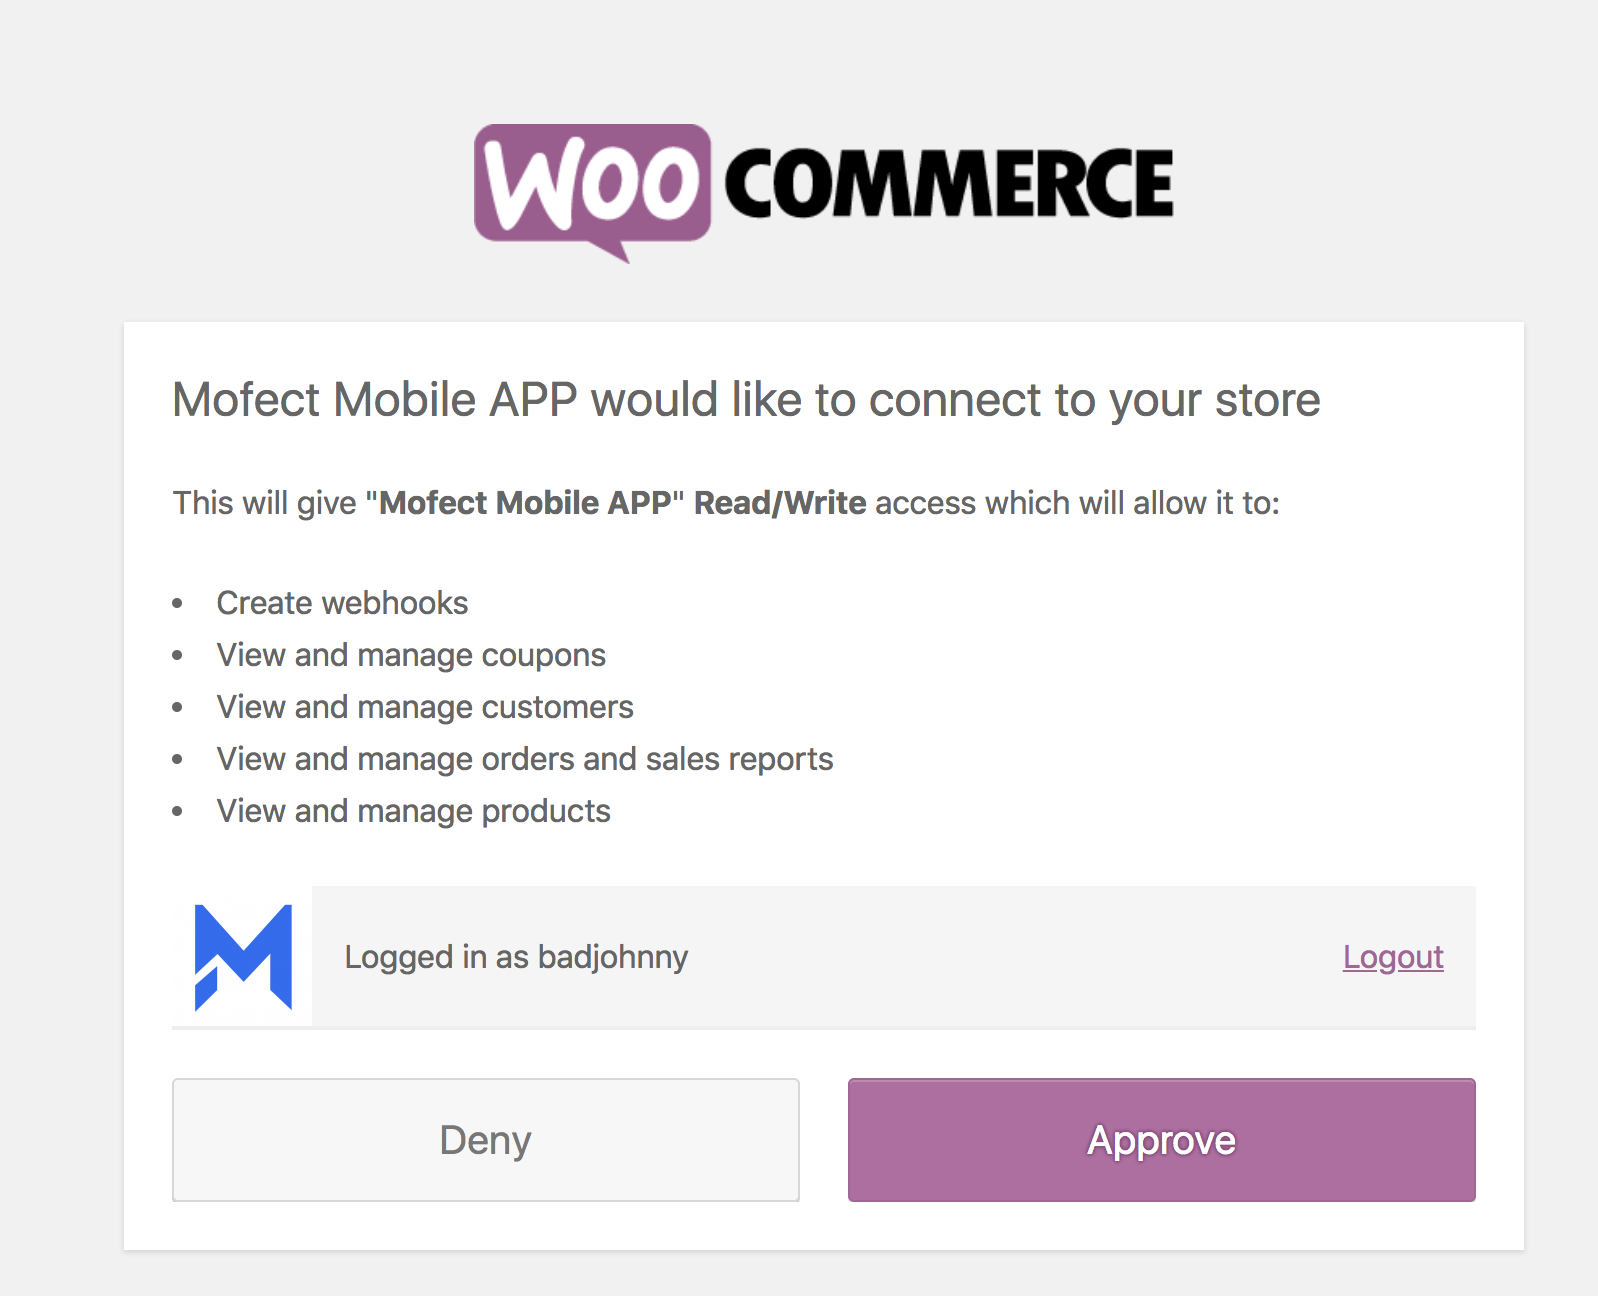 WOO COMMERCE
Mofect Mobile APP would like to connect to your store
This will give "Mofect Mobile APP" Read/Write access which will allow it to:
• Create webhooks
• View and manage coupons
• View and manage customers
• View and manage orders and sales reports
• View and manage products
Logged in as badjohnny Logout
Deny Approve